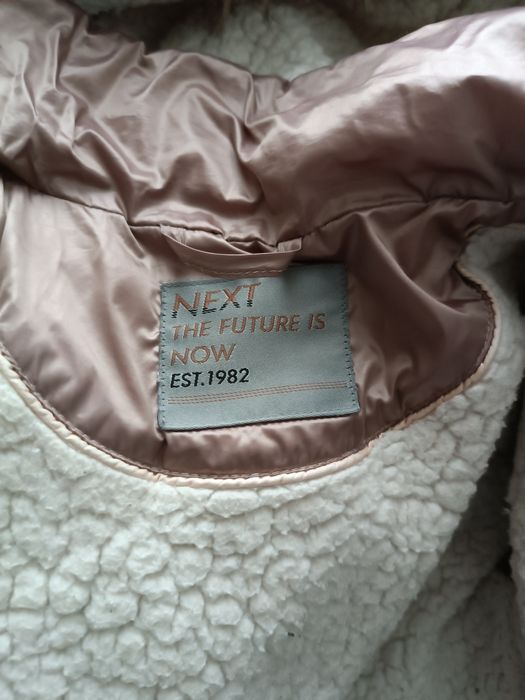 NEXT
THE FUTURE IS
NOW
EST.1982